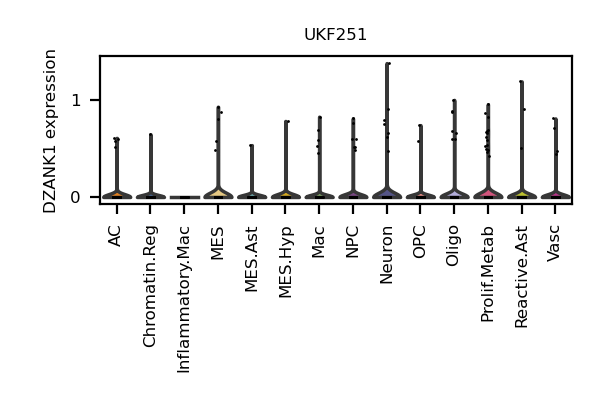 UKF251
DZANK1 expression
1
0
AC
Chromatin.Reg
Inflammatory.Mac
MES
MES.Ast
MES.Hyp
Mac
NPC
Neuron
OPC
Oligo
Prolif.Metab
Reactive.Ast
Vasc